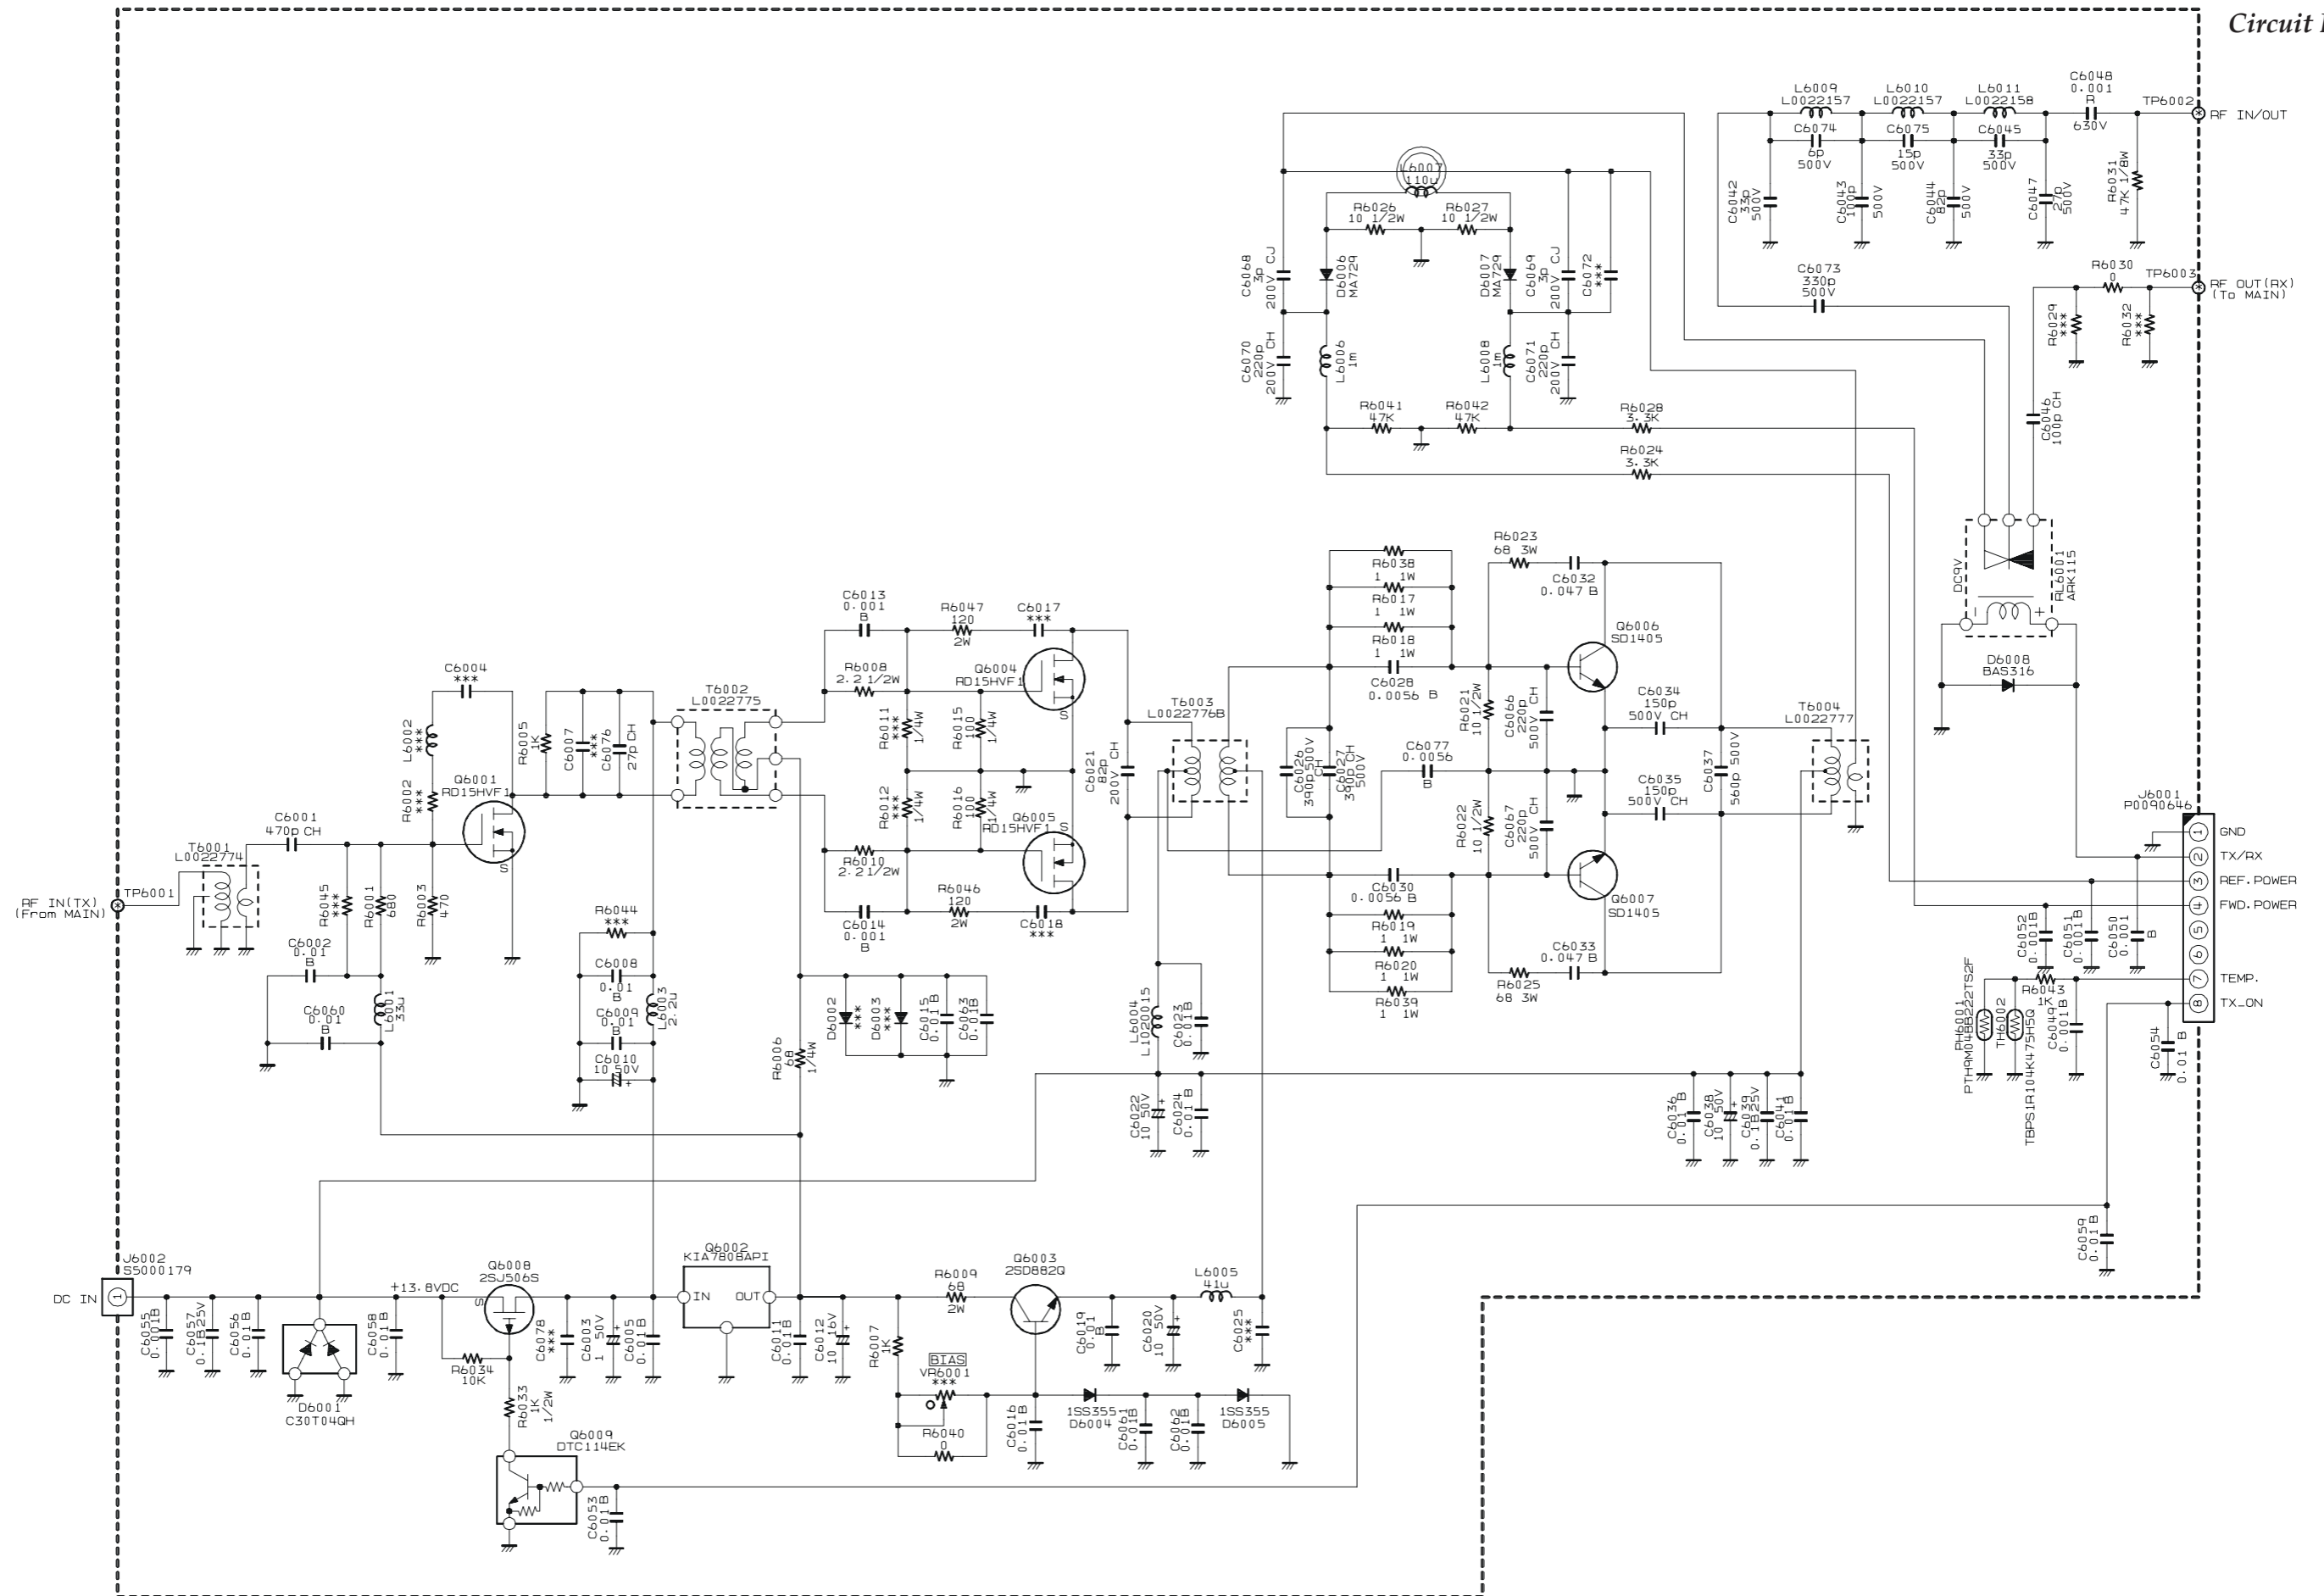 Circuit
L6009
L0022157
L6010
L0022157
L6011
L0022158
C6048
0.001
R
630V
TP6002
RF IN/OUT
C6074
6p
500V
C6075
15p
500V
C6045
33p
500V
C6042
33p
500V
C6043
100p
500V
C6044
82p
500V
C6047
27p
500V
R6031
47K 1/8W
L6007
110u
R6026
10 1/2W
R6027
10 1/2W
C6068
3p
200V CJ
D6006
MA729
D6007
MA729
C6069
3p
200V CJ
C6072
***
C6073
330p
500V
R6030
0
TP6003
RF OUT(RX)
(To MAIN)
R6029
***
R6032
***
C6070
220p
200V CH
L6006
1m
L6008
1m
C6071
220p
200V CH
R6041
47K
R6042
47K
R6028
3.3K
R6024
3.3K
C6046
100p CH
DC9V
RL6001
ARK115
- +
D6008
BAS316
R6038
1 1W
R6017
1 1W
R6018
1 1W
C6028
0.0056 B
R6023
68 3W
C6032
0.047 B
Q6006
SD1405
C6013
0.001
B
R6047
120
2W
C6017
***
R6008
2.2 1/2W
Q6004
RD15HVF1
S
C6004
***
L6002
***
R6002
***
R6005
1K
C6007
***
C6076
27p CH
T6002
L0022775
R6011
***
1/4W
R6015
100
1/4W
R6012
***
1/4W
R6016
100
1/4W
Q6005
RD15HVF1
S
C6021
82p
200V CH
T6003
L0022776B
C6026
390p 500V
CH
C6027
390p CH
500V
C6077
0.0056
B
R6021
10 1/2W
C6066
220p
500V CH
C6034
150p
500V CH
R6022
10 1/2W
C6067
220p
500V CH
C6035
150p
500V CH
C6037
560p 500V
T6004
L0022777
Q6001
RD15HVF1
S
C6001
470p CH
T6001
L0022774
TP6001
RF IN(TX)
(From MAIN)
R6045
***
R6001
680
R6003
470
R6010
2.2 1/2W
R6046
120
2W
C6014
0.001
B
C6018
***
C6030
0.0056 B
R6019
1 1W
R6020
1 1W
R6039
1 1W
C6033
0.047 B
R6025
68 3W
Q6007
SD1405
J6001
P0090646
1 GND
2 TX/RX
3 REF.POWER
4 FWD.POWER
5
6
7 TEMP.
8 TX_ON
C6052
0.001B
C6051
0.001B
C6050
0.001
B
R6043
1K
PH6001
PTH9M04BB222TS2F
TH6002
TBPS1R104K475H5Q
C6049
0.001B
C6054
0.01 B
C6002
0.01
B
C6060
0.01
B
L6001
33u
R6044
***
C6008
0.01
B
C6009
0.01
B
C6010
10 50V
+
L6003
2.2u
R6006
68
1/4W
D6002
***
D6003
***
C6015
0.01B
C6063
0.01B
L6004
L1020015
C6023
0.01B
C6022
10 50V
+
C6024
0.01 B
C6036
0.01 B
C6038
10 50V
+
C6039
0.1B25V
C6041
0.01B
C6059
0.01B
J6002
S5000179
DC IN
1
C6055
0.001B
C6057
0.1B25V
C6056
0.01B
D6001
C30T04QH
C6058
0.01B
+13.8VDC
Q6008
2SJ506S
S
R6034
10K
R6033
1K
1/2W
C6078
***
C6003
1 50V
+
C6005
0.01B
Q6002
KIA7808API
IN OUT
C6011
0.01B
C6012
10 16V
+
R6007
1K
R6009
68
2W
Q6003
2SD882Q
BIAS
VR6001
***
R6040
0
C6016
0.01B
C6019
0.01
B
C6020
10 50V
+
L6005
41u
C6025
***
1SS355
D6004
C6061
0.01B
C6062
0.01B
1SS355
D6005
Q6009
DTC114EK
C6053
0.01B